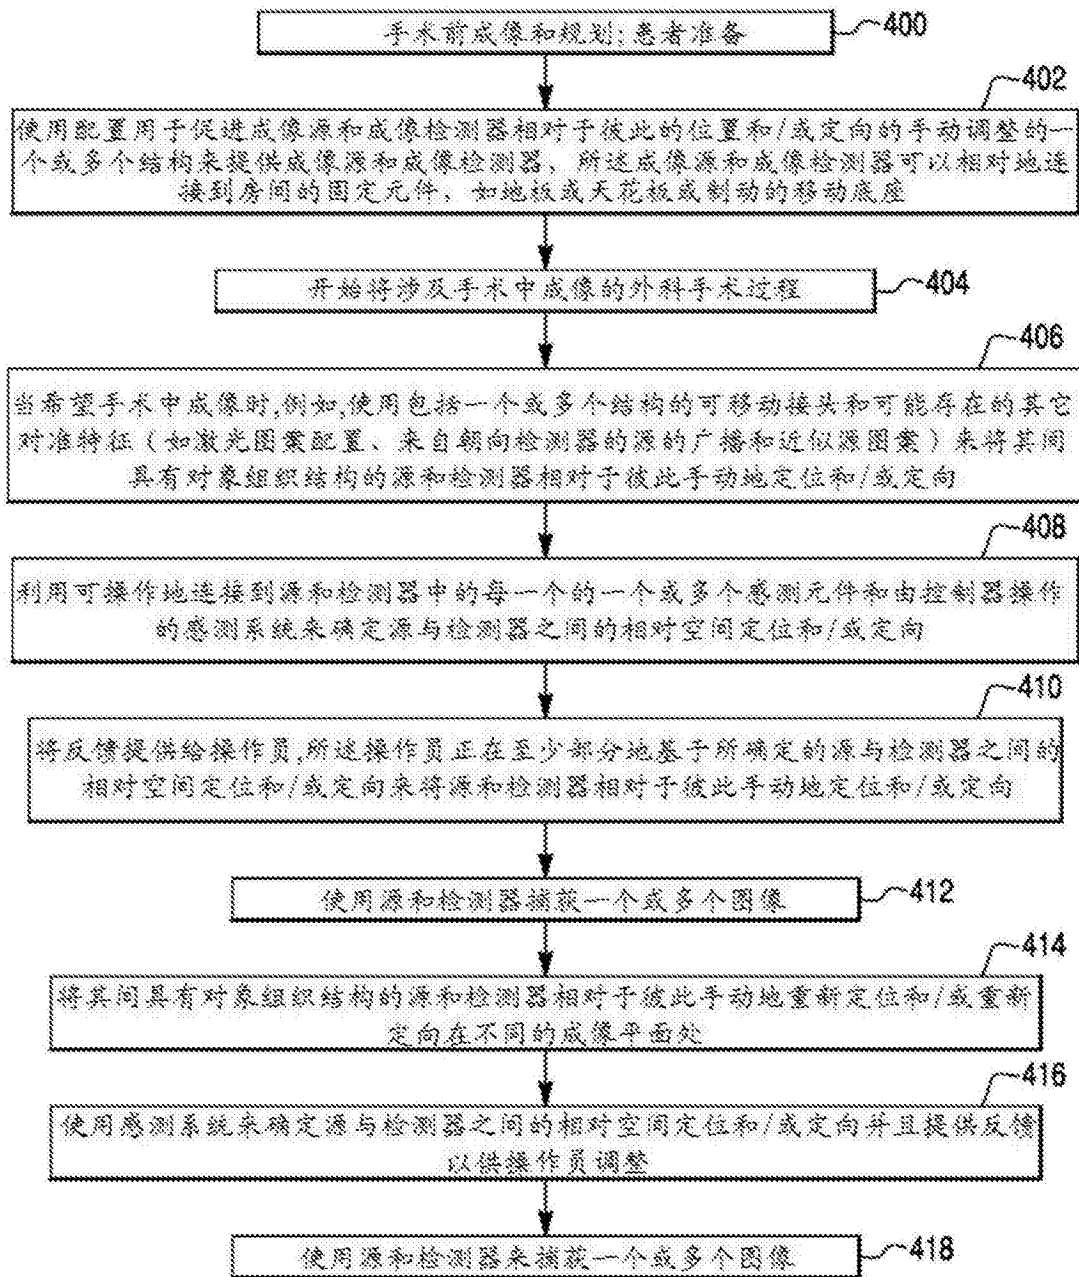 手术前成像和规划;患者准备
400
402
使用配置用于促进成像源和成像检测器相对于彼此的位置和/或定向的手动调整的一
个或多个结构来提供成像源和成像检测器，所述成像源和成像检测器可以相对地连
接到房间的固定元件，如地板或天花板或制动的移动底座
开始将涉及手术中成像的外科手术过程
404
406
当希望手术中成像时,例如,使用包括一个或多个结构的可移动接头和可能存在的其它
对准特征（如激光图案配置、来自朝向检测器的源的广播和近似源图案）来将其间
具有对象组织结构的源和检测器相对于彼此手动地定位和/或定向
408
利用可操作地连接到源和检测器中的每一个的一个或多个感测元件和由控制器操作
的感测系统来确定源与检测器之间的相对空间定位和/或定向
410
将反馈提供给操作员,所述操作员正在至少部分地基于所确定的源与检测器之间的
相对空间定位和/或定向来将源和检测器相对于彼此手动地定位和/或定向
使用源和检测器捕获一个或多个图像
412
414
将其间具有对象组织结构的源和检测器相对于彼此手动地重新定位和/或重新
定向在不同的成像平面处
416
使用感测系统来确定源与检测器之间的相对空间定位和/或定向并且提供反馈
以供操作员调整
使用源和检测器来捕获一个或多个图像
418